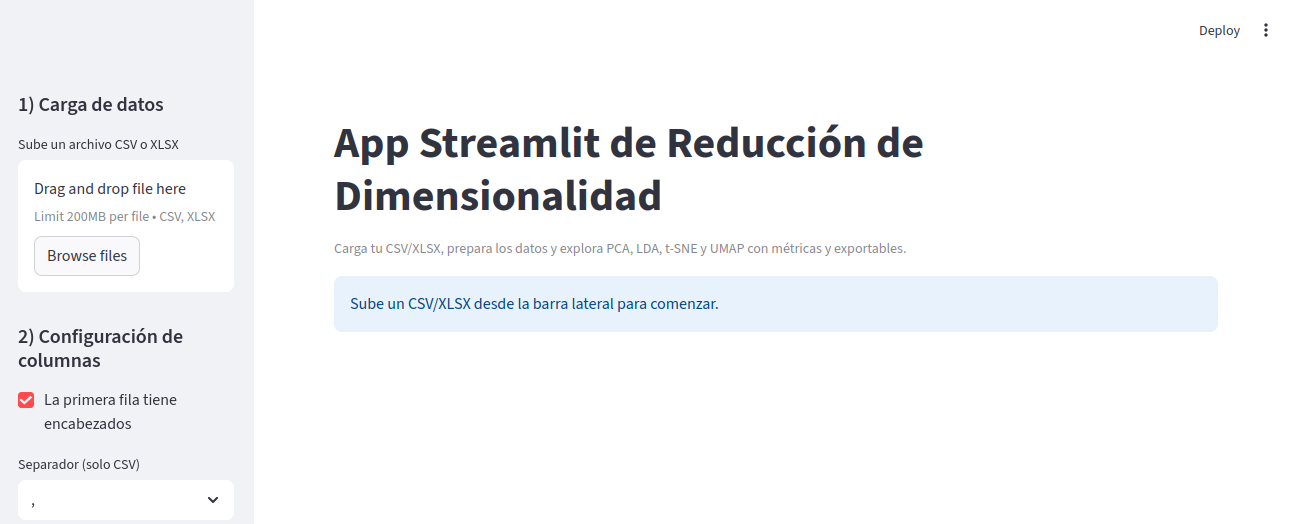 1) Carga de datos
Sube un archivo CSV o XLSX
Drag and drop file here
Limit 200MB per file • CSV, XLSX
Browse files
2) Configuración de
columnas
La primera fila tiene
encabezados
Separador (solo CSV)
,
Deploy
App Streamlit de Reducción de
Dimensionalidad
Carga tu CSV/XLSX, prepara los datos y explora PCA, LDA, t-SNE y UMAP con métricas y exportables.
Sube un CSV/XLSX desde la barra lateral para comenzar.